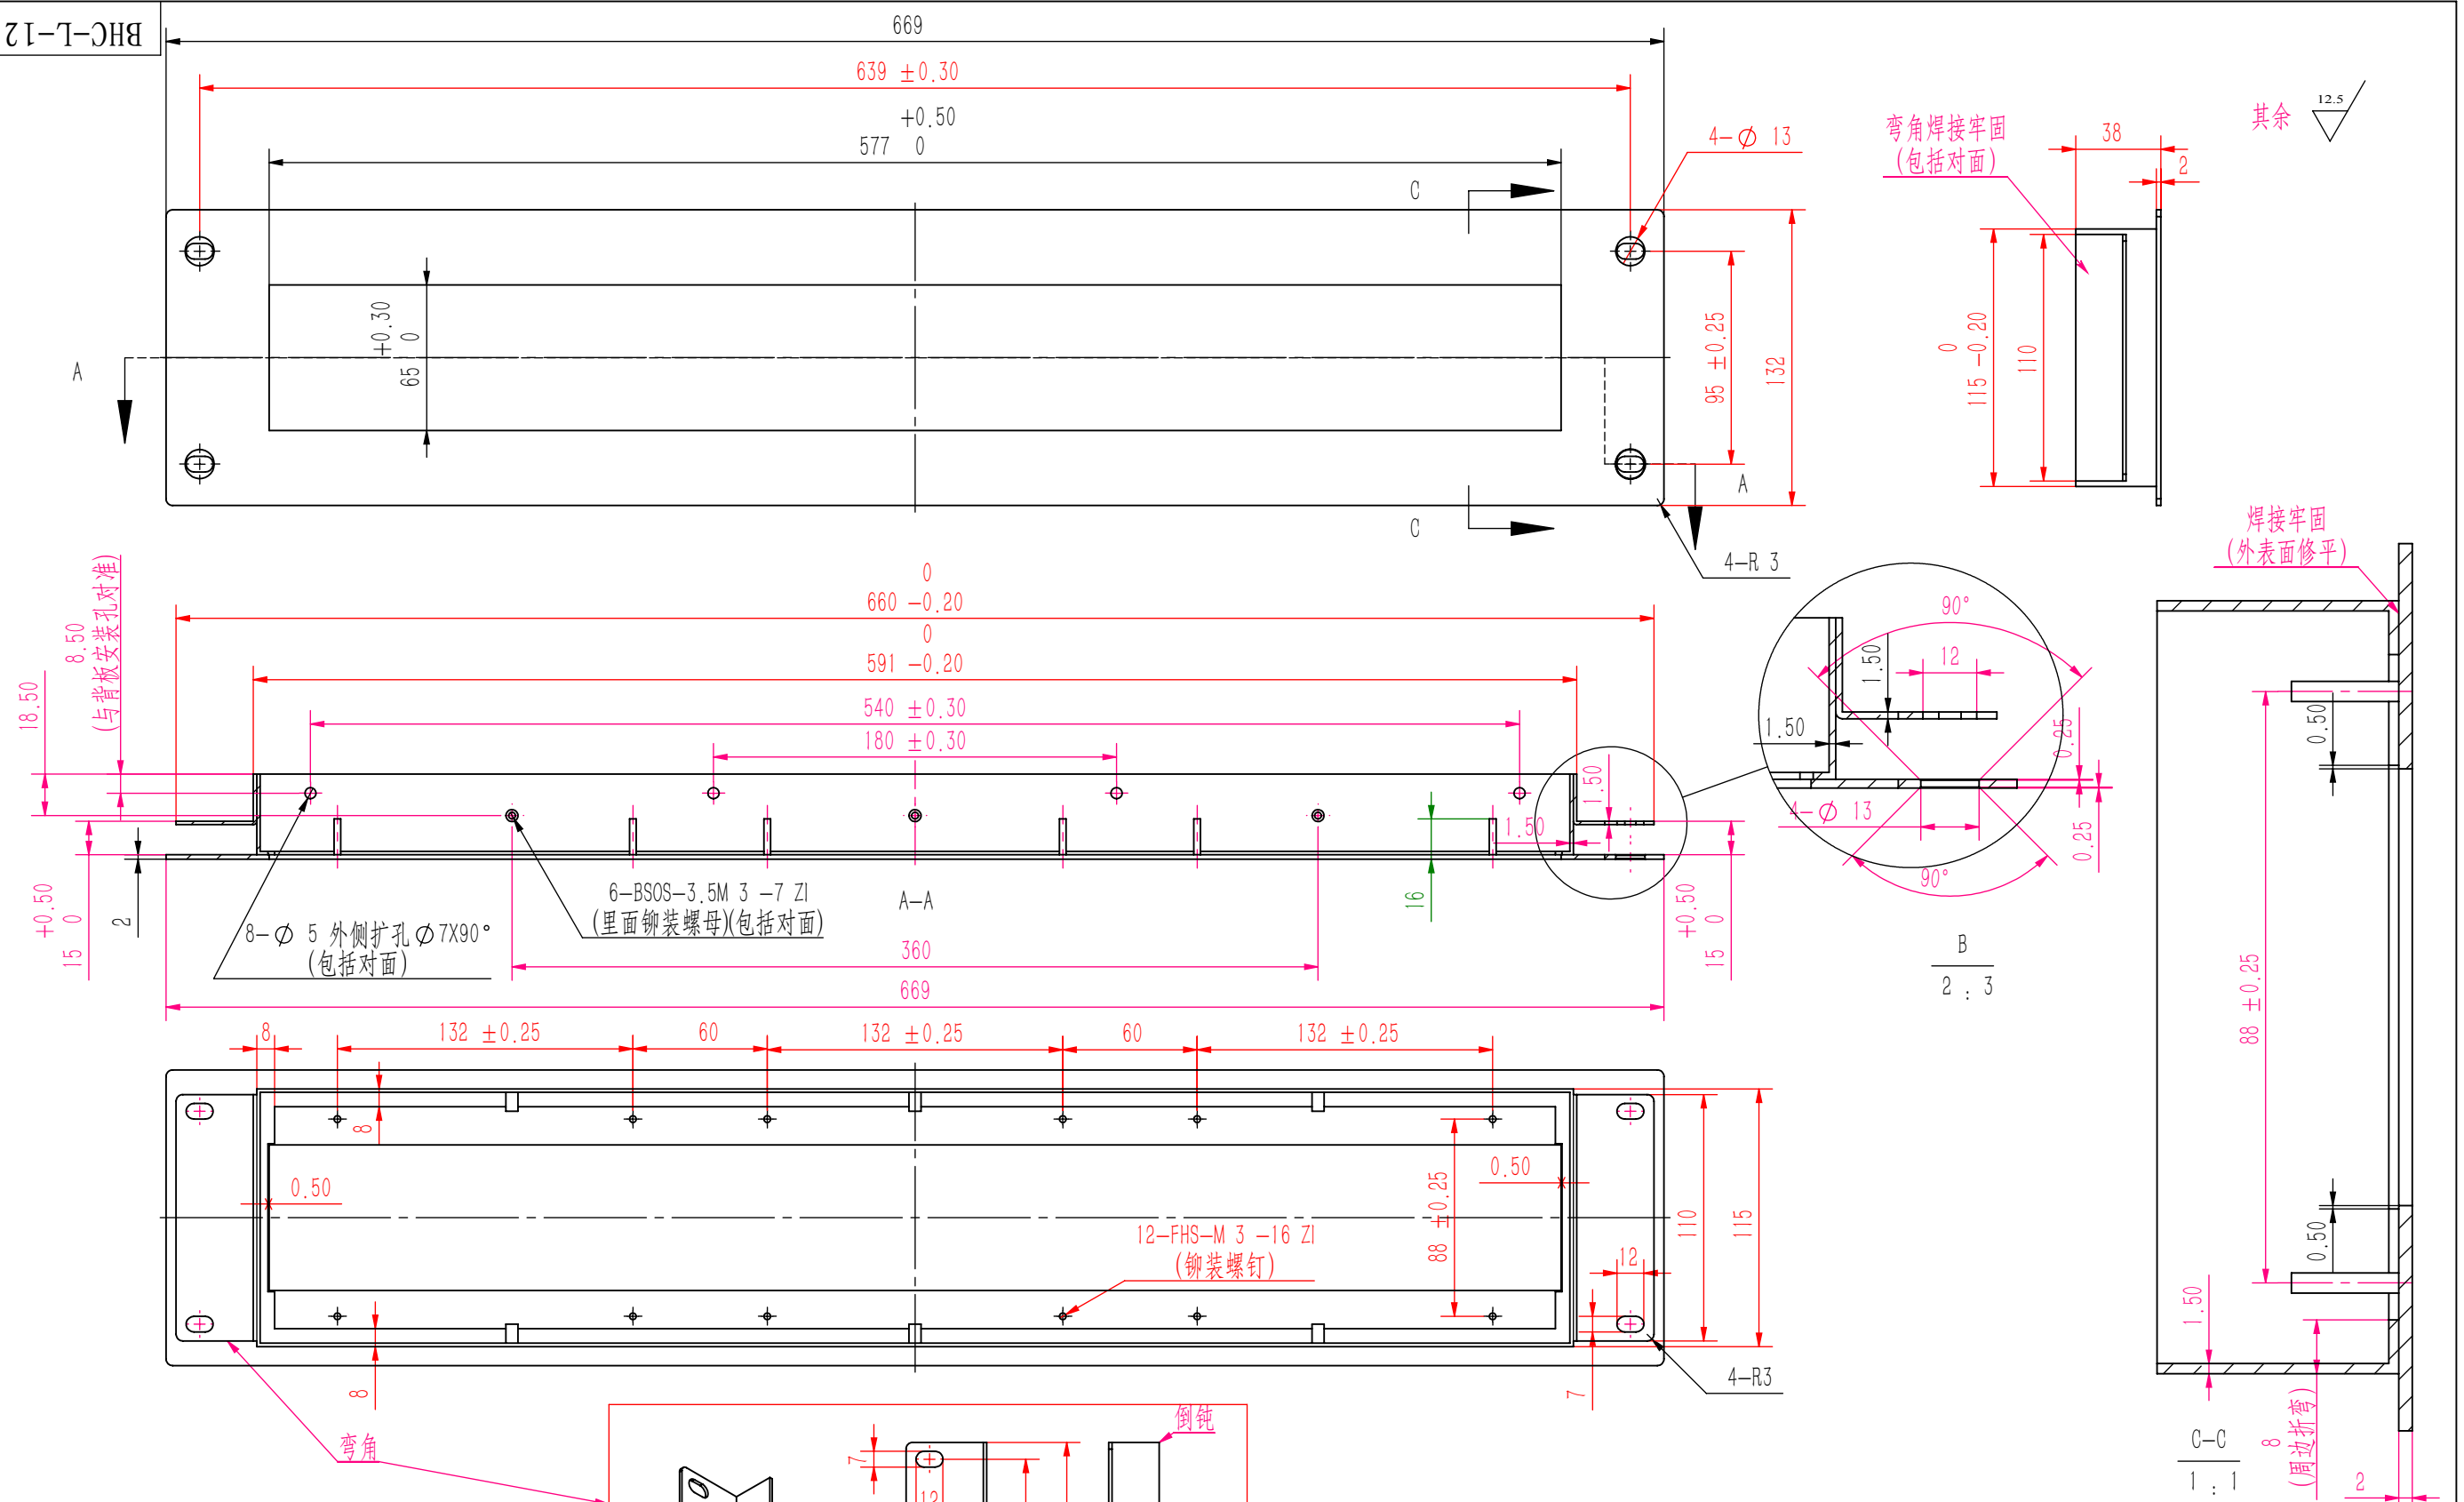 BHC-L-12
669
639 ±0.30
+0.50
577 0
4-Ø 13
C
C
A
A
+0.30
65 0
95 ±0.25
132
4-R 3
弯角焊接牢固
(包括对面)
38
2
0
115 -0.20
110
其余
12.5
焊接牢固
(外表面修平)
18.50
8.50
(与背板安装孔对准)
0
660 -0.20
0
591 -0.20
540 ±0.30
180 ±0.30
+0.50
15 0
2
8-Ø 5 外侧扩孔Ø7X90°
(包括对面)
6-BSOS-3.5M 3 -7 ZI
(里面铆装螺母)(包括对面)
A-A
16
1.50
1.50
+0.50
15 0
360
669
90°
12
1.50
1.50
0.25
4-Ø 13
0.25
90°
B
2 : 3
0.50
88 ±0.25
0.50
1.50
8
(周边折弯)
2
C-C
1 : 1
8
132 ±0.25
60
132 ±0.25
60
132 ±0.25
8
0.50
0.50
88 ±0.25
12-FHS-M 3 -16 ZI
(铆装螺钉)
110
115
12
7
8
4-R3
弯角
倒钝
7
12